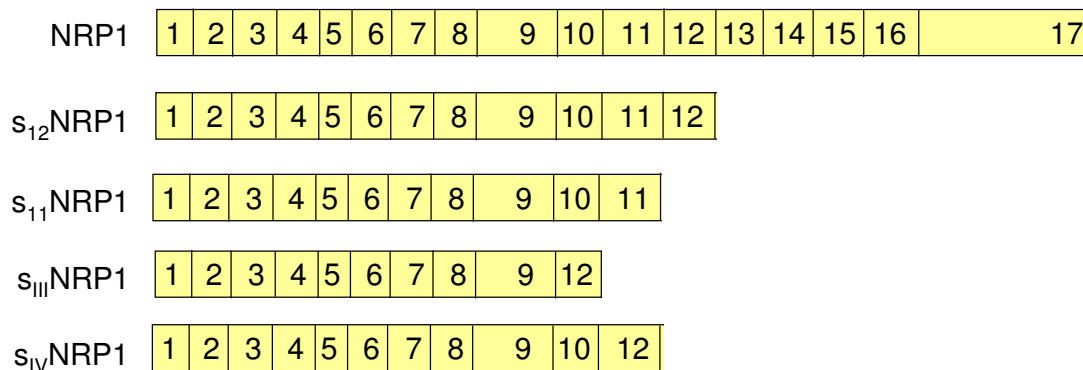 NRP1 1 2 3 4 5 6 7 8 9 10 11 12 13 14 15 16 17
s₁₂NRP1 1 2 3 4 5 6 7 8 9 10 11 12
s₁₁NRP1 1 2 3 4 5 6 7 8 9 10 11
sIIINRP1 1 2 3 4 5 6 7 8 9 12
sIVNRP1 1 2 3 4 5 6 7 8 9 10 12